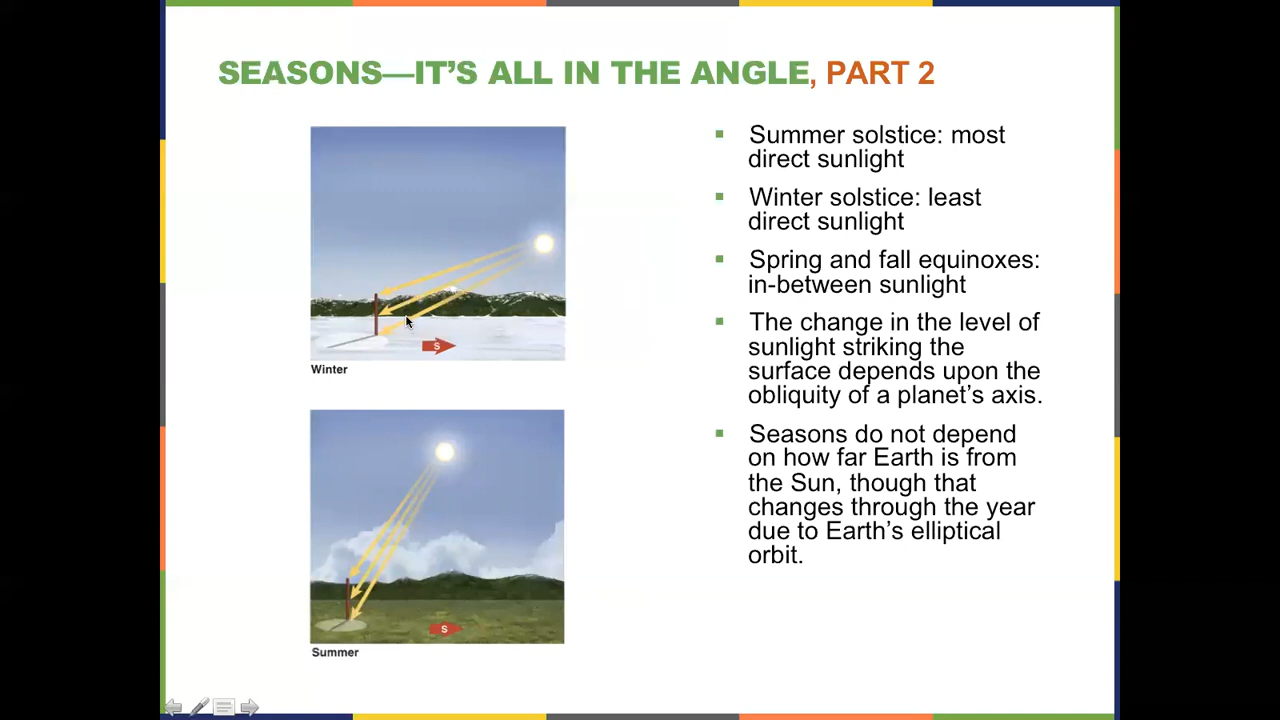 SEASONS—IT’S ALL IN THE ANGLE, PART 2
S
Winter
S
Summer
▪ Summer solstice: most
direct sunlight
▪ Winter solstice: least
direct sunlight
▪ Spring and fall equinoxes:
in-between sunlight
▪ The change in the level of
sunlight striking the
surface depends upon the
obliquity of a planet’s axis.
▪ Seasons do not depend
on how far Earth is from
the Sun, though that
changes through the year
due to Earth’s elliptical
orbit.